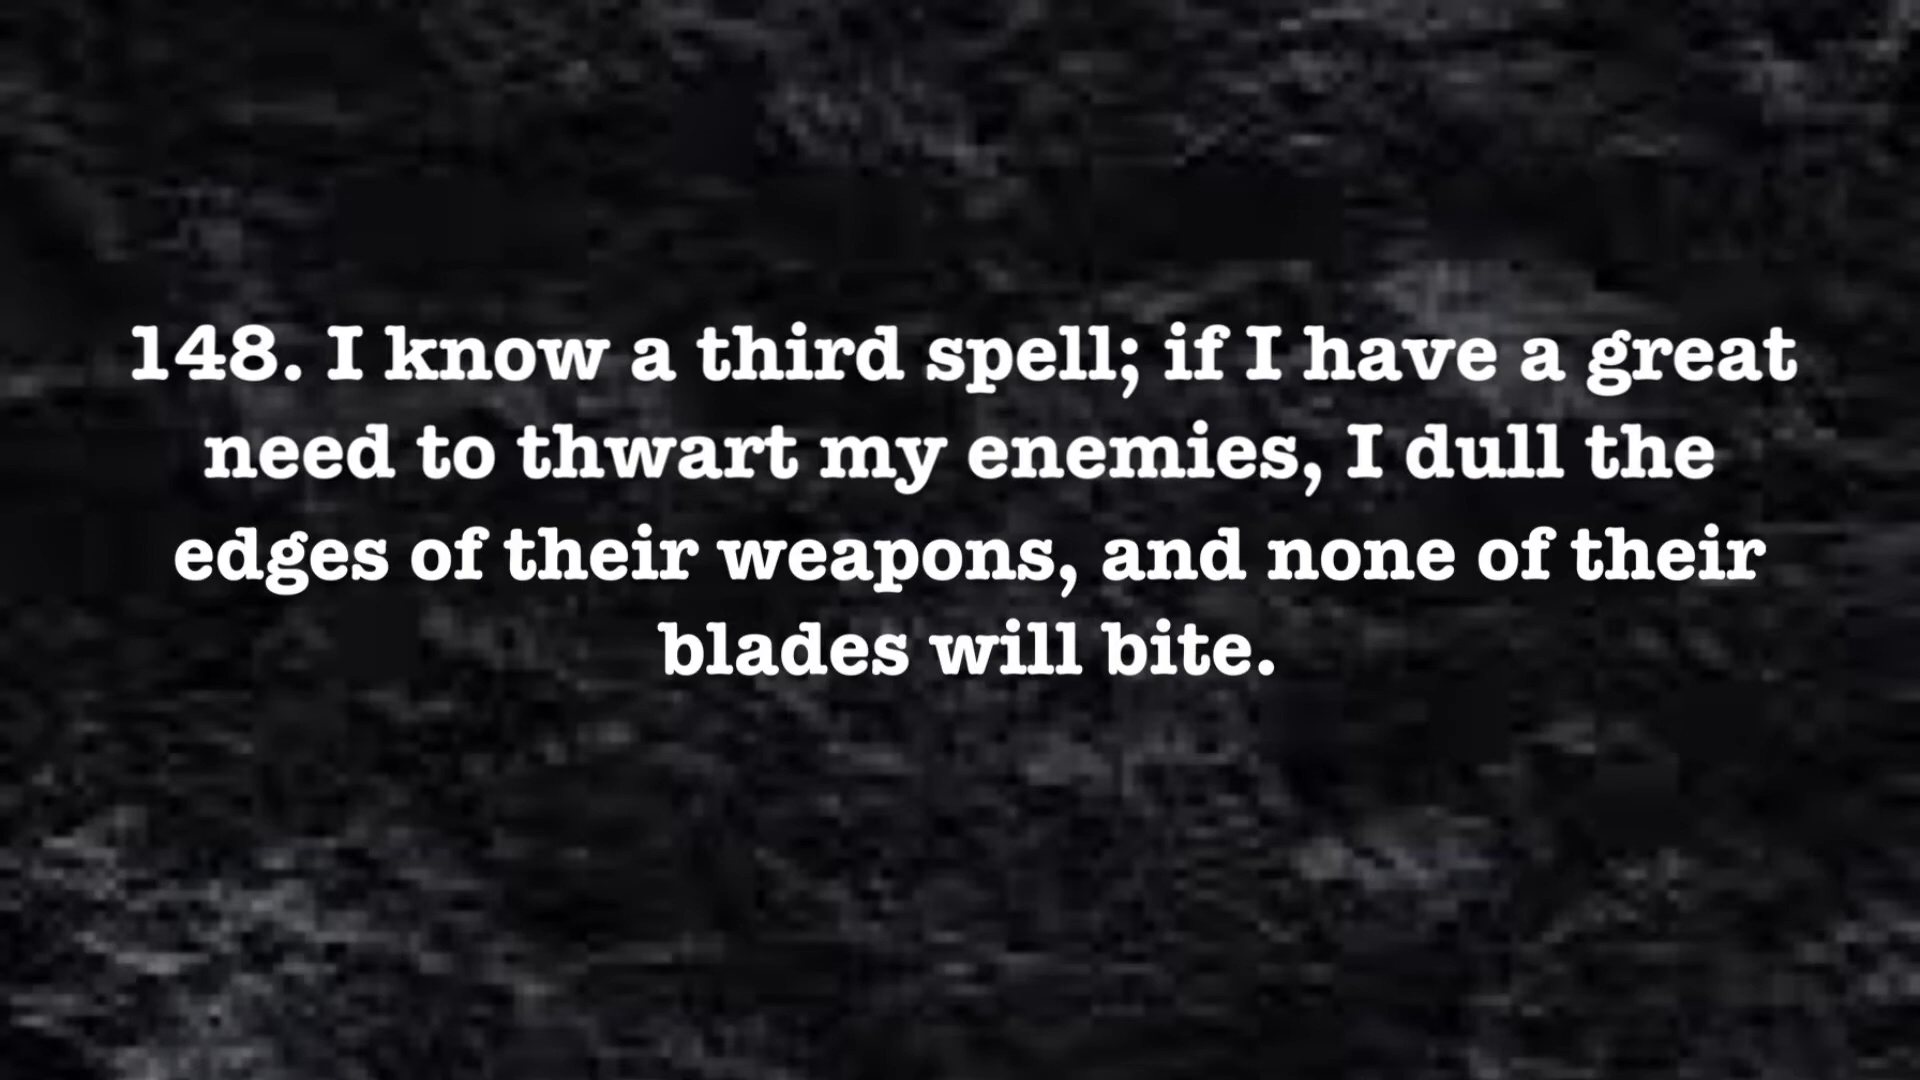 148. I know a third spell; if I have a great
need to thwart my enemies, I dull the
edges of their weapons, and none of their
blades will bite.